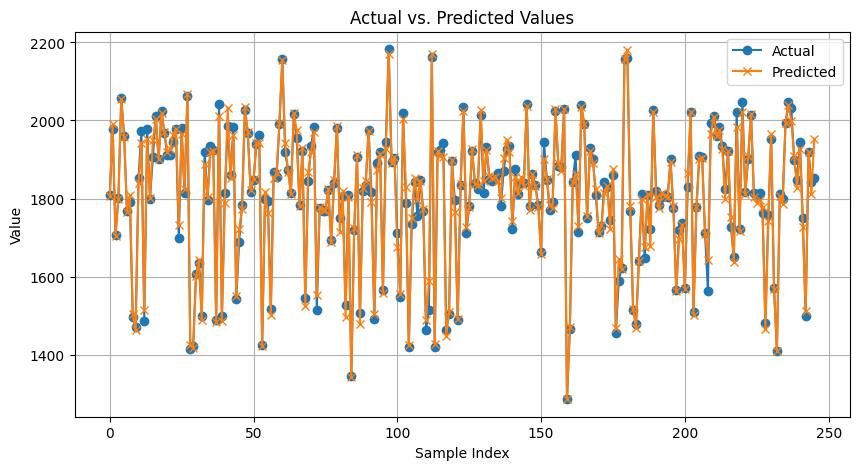 Actual vs. Predicted Values
Actual
Predicted
Value
2200
2000
1800
1600
1400
0
50
100
150
200
250
Sample Index